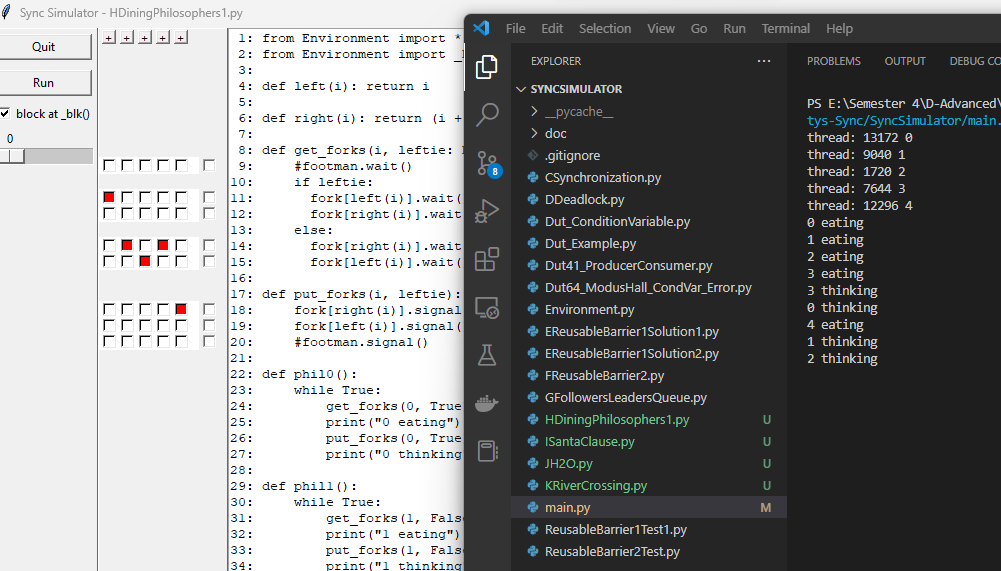 Sync Simulator - HDiningPhilosophers1.py
Quit
Run
block at _blk()
0
+ + + + +
1: from Environment import *
2: from Environment import
3:
4: def left(i): return i
5:
6: def right(i): return (i +
7:
8: def get_forks(i, leftie:
9: #footman.wait()
10: if leftie:
11: fork[left(i)].wait(
12: fork[right(i)].wait
13: else:
14: fork[right(i)].wait
15: fork[left(i)].wait(
16:
17: def put_forks(i, leftie):
18: fork[right(i)].signal
19: fork[left(i)].signal(
20: #footman.signal()
21:
22: def phil0():
23: while True:
24: get_forks(0, True
25: print("0 eating")
26: put_forks(0, True
27: print("0 thinking
28:
29: def phil1():
30: while True:
31: get_forks(1, False
32: print("1 eating")
33: put_forks(1, False
34: print("1 thinking
File Edit Selection View Go Run Terminal Help
8
EXPLORER ...
SYNCSIMULATOR
__pycache__
doc
.gitignore
CSynchronization.py
DDeadlock.py
Dut_ConditionVariable.py
Dut_Example.py
Dut41_ProducerConsumer.py
Dut64_ModusHall_CondVar_Error.py
Environment.py
EReusableBarrier1Solution1.py
EReusableBarrier1Solution2.py
FReusableBarrier2.py
GFollowersLeadersQueue.py
HDiningPhilosophers1.py U
ISantaClause.py U
JH2O.py U
KRiverCrossing.py U
main.py M
ReusableBarrier1Test1.py
ReusableBarrier2Test.py
PROBLEMS OUTPUT DEBUG CO
PS E:\Semester 4\D-Advanced\
tys-Sync/SyncSimulator/main.
thread: 13172 0
thread: 9040 1
thread: 1720 2
thread: 7644 3
thread: 12296 4
0 eating
1 eating
2 eating
3 eating
3 thinking
0 thinking
4 eating
1 thinking
2 thinking